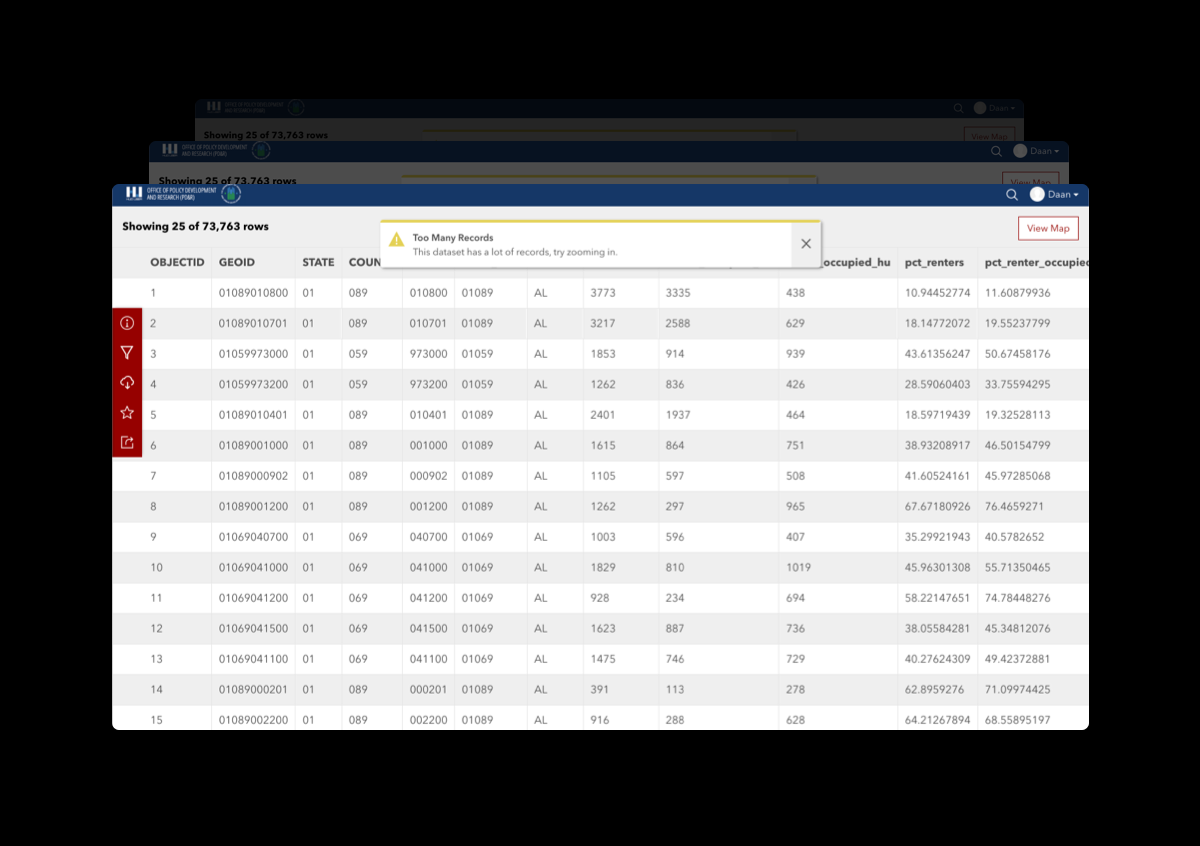 OFFICE OF POLICY DEVELOPMENT
AND RESEARCH (PD&R)
Daan
Showing 25 of 73,763 rows
View Map
OFFICE OF POLICY DEVELOPMENT
AND RESEARCH (PD&R)
Daan
Showing 25 of 73,763 rows
View Map
OFFICE OF POLICY DEVELOPMENT
AND RESEARCH (PD&R)
Daan
Showing 25 of 73,763 rows
Too Many Records
This dataset has a lot of records, try zooming in.
View Map
OBJECTID GEOID STATE COUN occupied_hu pct_renters pct_renter_occupied
1 01089010800 01 089 010800 01089 AL 3773 3335 438 10.94452774 11.60879936
2 01089010701 01 089 010701 01089 AL 3217 2588 629 18.14772072 19.55237799
3 01059973000 01 059 973000 01059 AL 1853 914 939 43.61356247 50.67458176
4 01059973200 01 059 973200 01059 AL 1262 836 426 28.59060403 33.75594295
5 01089010401 01 089 010401 01089 AL 2401 1937 464 18.59719439 19.32528113
6 01089001000 01 089 001000 01089 AL 1615 864 751 38.93208917 46.50154799
7 01089000902 01 089 000902 01089 AL 1105 597 508 41.60524161 45.97285068
8 01089001200 01 089 001200 01089 AL 1262 297 965 67.67180926 76.4659271
9 01069040700 01 069 040700 01069 AL 1003 596 407 35.29921943 40.5782652
10 01069041000 01 069 041000 01069 AL 1829 810 1019 45.96301308 55.71350465
11 01069041200 01 069 041200 01069 AL 928 234 694 58.22147651 74.78448276
12 01069041500 01 069 041500 01069 AL 1623 887 736 38.05584281 45.34812076
13 01069041100 01 069 041100 01069 AL 1475 746 729 40.27624309 49.42372881
14 01089000201 01 089 000201 01089 AL 391 113 278 62.8959276 71.09974425
15 01089002200 01 089 002200 01089 AL 916 288 628 64.21267894 68.55895197